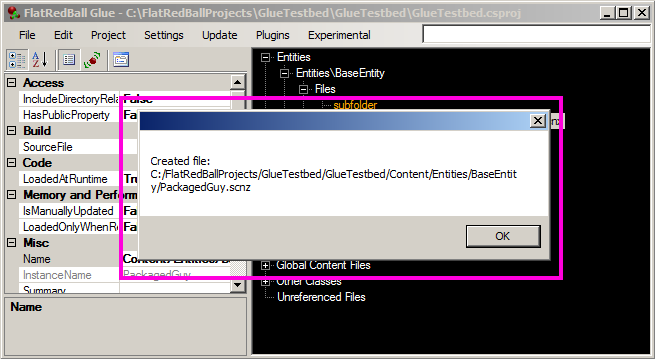 FlatRedBall Glue - C:\FlatRedBallProjects\GlueTestbed\GlueTestbed\GlueTestbed.csproj
File Edit Project Settings Update Plugins Experimental
Access
IncludeDirectoryRela False
HasPublicProperty Fa
Build
SourceFile
Code
LoadedAtRuntime Tr
Memory and Perform
IsManuallyUpdated Fa
LoadedOnlyWhenRe Fa
Misc
Name Content/Entities/B
InstanceName PackagedGuy
Summary
Name
Entities
Entities\BaseEntity
Files
subfolder
nz
Created file:
C:/FlatRedBallProjects/GlueTestbed/GlueTestbed/Content/Entities/BaseEntit
y/PackagedGuy.scnz
OK
Global Content Files
Other Classes
Unreferenced Files